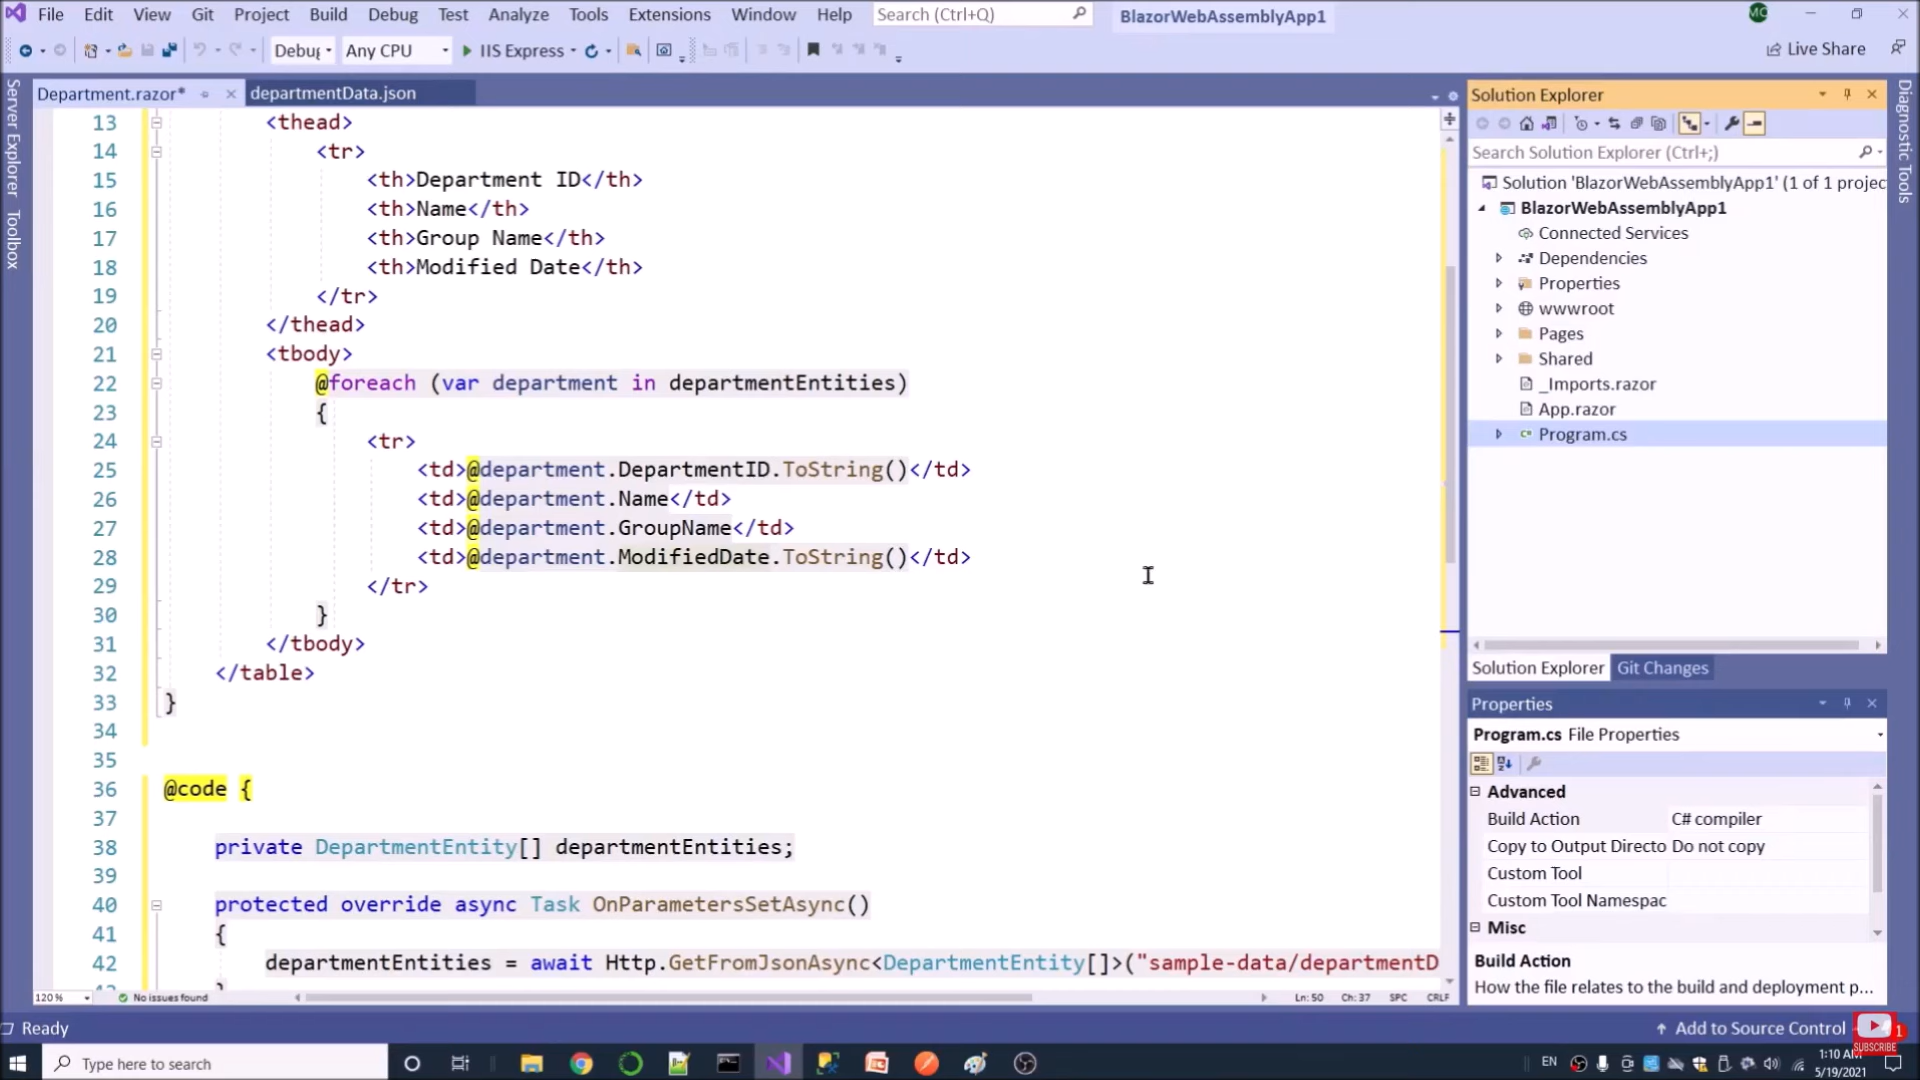 File Edit View Git Project Build Debug Test Analyze Tools Extensions Window Help Search (Ctrl+Q) BlazorWebAssemblyApp1 MC
Debug Any CPU IIS Express Live Share
Server Explorer
Toolbox
Department.razor* departmentData.json
13 <thead>
14 <tr>
15 <th>Department ID</th>
16 <th>Name</th>
17 <th>Group Name</th>
18 <th>Modified Date</th>
19 </tr>
20 </thead>
21 <tbody>
22 @foreach (var department in departmentEntities)
23 {
24 <tr>
25 <td>@department.DepartmentID.ToString()</td>
26 <td>@department.Name</td>
27 <td>@department.GroupName</td>
28 <td>@department.ModifiedDate.ToString()</td>
29 </tr>
30 }
31 </tbody>
32 </table>
33 }
34
35
36 @code {
37
38 private DepartmentEntity[] departmentEntities;
39
40 protected override async Task OnParametersSetAsync()
41 {
42 departmentEntities = await Http.GetFromJsonAsync<DepartmentEntity[]>("sample-data/departmentD
120 % No issues found Ln: 50 Ch: 37 SPC CRLF
Solution Explorer
Search Solution Explorer (Ctrl+;)
Solution 'BlazorWebAssemblyApp1' (1 of 1 projec
BlazorWebAssemblyApp1
Connected Services
Dependencies
Properties
wwwroot
Pages
Shared
_Imports.razor
App.razor
Program.cs
Solution Explorer Git Changes
Properties
Program.cs File Properties
Advanced
Build Action C# compiler
Copy to Output Directo Do not copy
Custom Tool
Custom Tool Namespac
Misc
Build Action
How the file relates to the build and deployment p...
Diagnostic Tools
Ready Add to Source Control 1
SUBSCRIBE
Type here to search EN 1:10 AM
5/19/2021